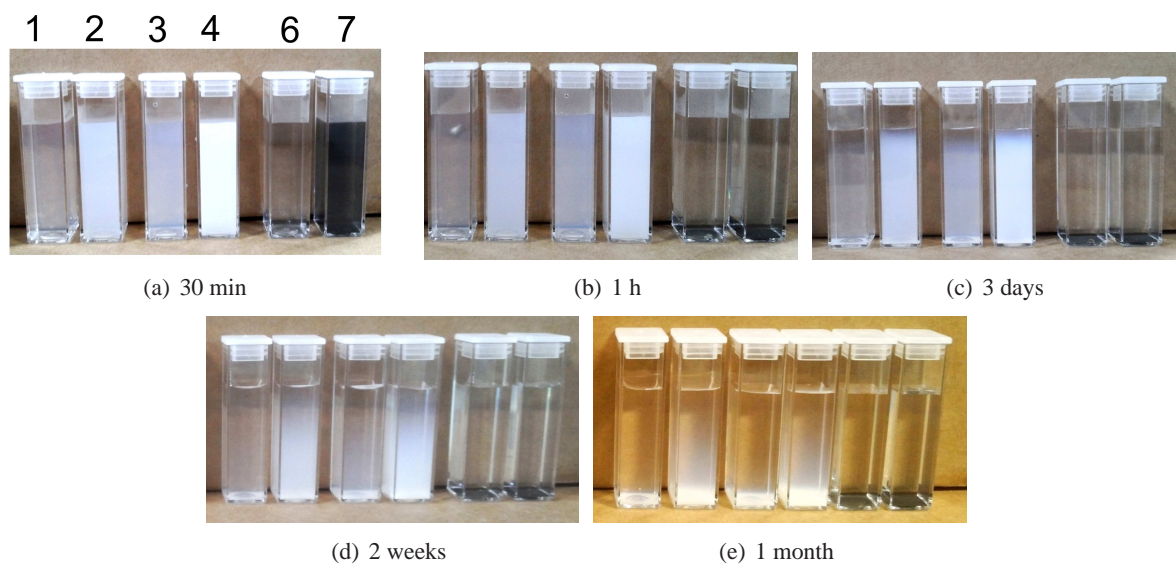 1 2 3 4 6 7
(a) 30 min
(b) 1 h
(c) 3 days
(d) 2 weeks
(e) 1 month